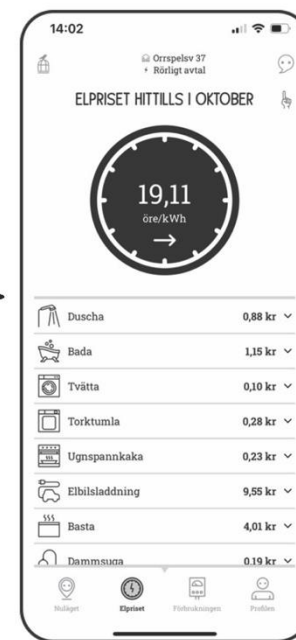 14:02
Orrspelsv 37
Rörligt avtal
ELPRISET HITTILLS I OKTOBER
19,11
öre/kWh
Duscha 0,88 kr
Bada 1,15 kr
Tvätta 0,10 kr
Torktumla 0,28 kr
Ugnspannkaka 0,23 kr
Elbilsladdning 9,55 kr
Basta 4,01 kr
Dammsuga 0,19 kr
Nuläget Elpriset Förbrukningen Profilen